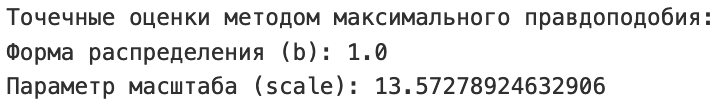 Точечные оценки методом максимального правдоподобия:
Форма распределения (b): 1.0
Параметр масштаба (scale): 13.57278924632906